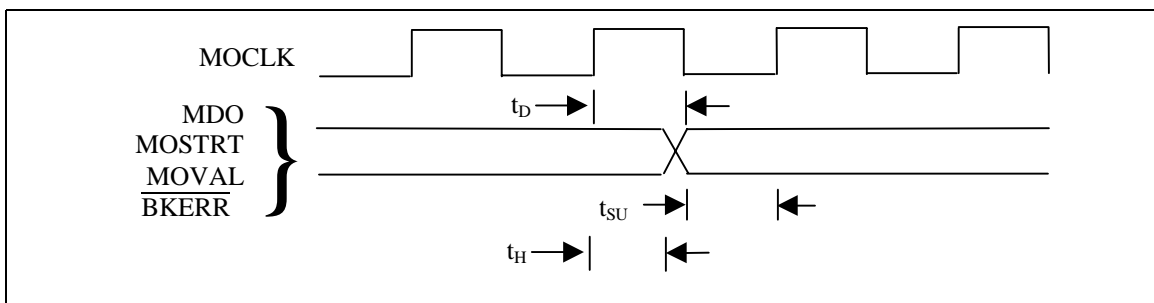 MOCLK
MDO
MOSTRT
MOVAL
BKERR
tD
tSU
tH